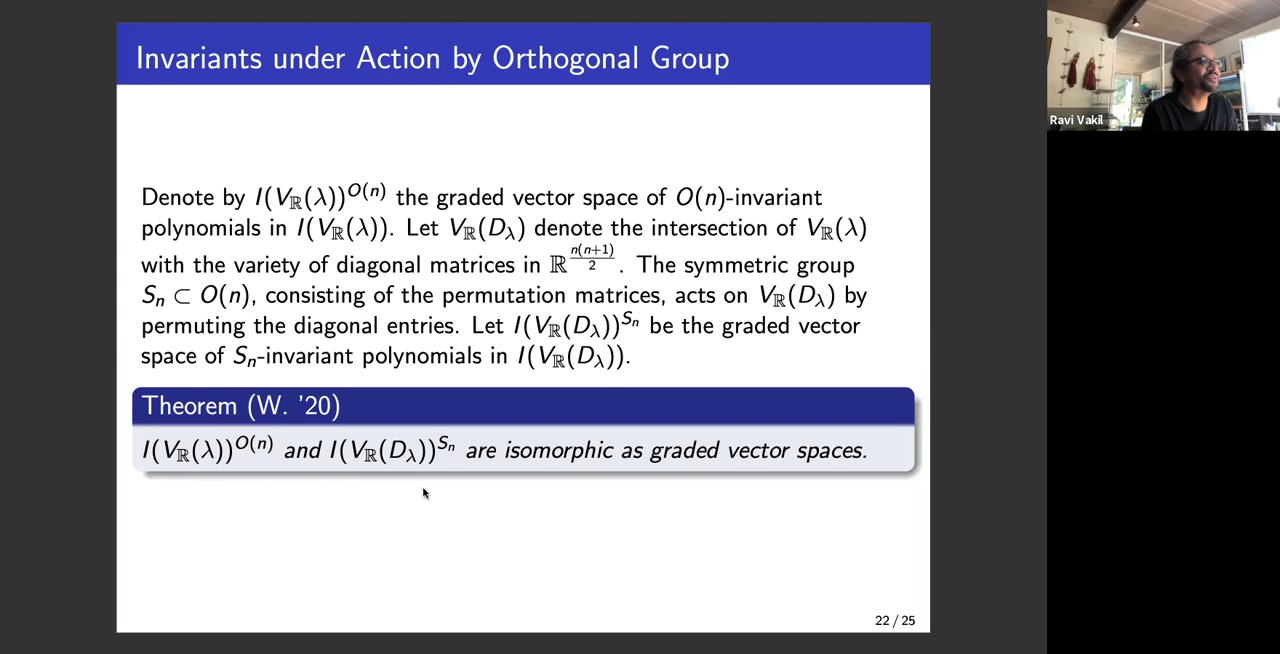 Invariants under Action by Orthogonal Group
Ravi Vakil
Denote by I(V_ℝ(λ))^{O(n)} the graded vector space of O(n)-invariant
polynomials in I(V_ℝ(λ)). Let V_ℝ(D_λ) denote the intersection of V_ℝ(λ)
with the variety of diagonal matrices in ℝ^{n(n+1)/2}. The symmetric group
S_n ⊂ O(n), consisting of the permutation matrices, acts on V_ℝ(D_λ) by
permuting the diagonal entries. Let I(V_ℝ(D_λ))^{S_n} be the graded vector
space of S_n-invariant polynomials in I(V_ℝ(D_λ)).
Theorem (W. '20)
I(V_ℝ(λ))^{O(n)} and I(V_ℝ(D_λ))^{S_n} are isomorphic as graded vector spaces.
22 / 25